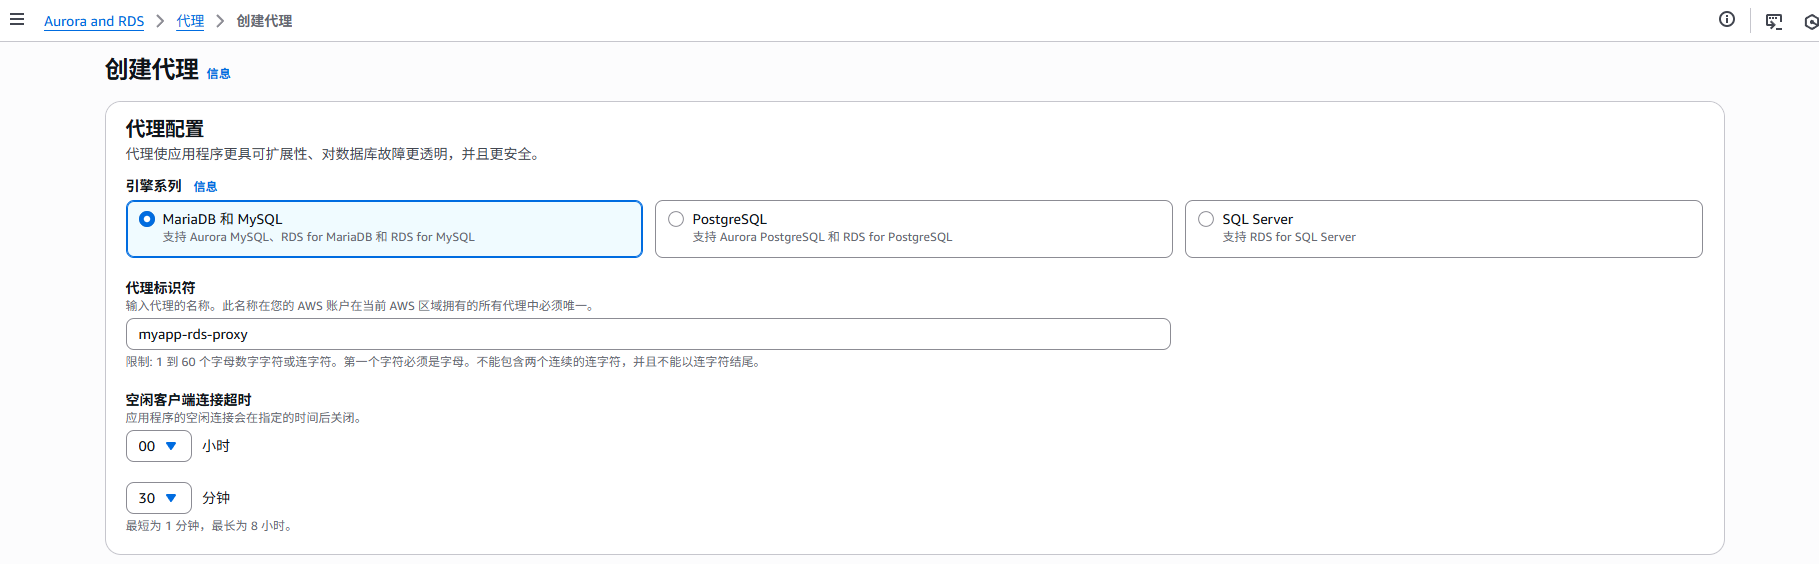 Aurora and RDS > 代理 > 创建代理
创建代理 信息
代理配置
代理使应用程序更具可扩展性、对数据库故障更透明，并且更安全。
引擎系列 信息
MariaDB 和 MySQL
支持 Aurora MySQL、RDS for MariaDB 和 RDS for MySQL
PostgreSQL
支持 Aurora PostgreSQL 和 RDS for PostgreSQL
SQL Server
支持 RDS for SQL Server
代理标识符
输入代理的名称。此名称在您的 AWS 账户在当前 AWS 区域拥有的所有代理中必须唯一。
myapp-rds-proxy
限制: 1 到 60 个字母数字字符或连字符。第一个字符必须是字母。不能包含两个连续的连字符，并且不能以连字符结尾。
空闲客户端连接超时
应用程序的空闲连接会在指定的时间后关闭。
00 小时
30 分钟
最短为 1 分钟，最长为 8 小时。